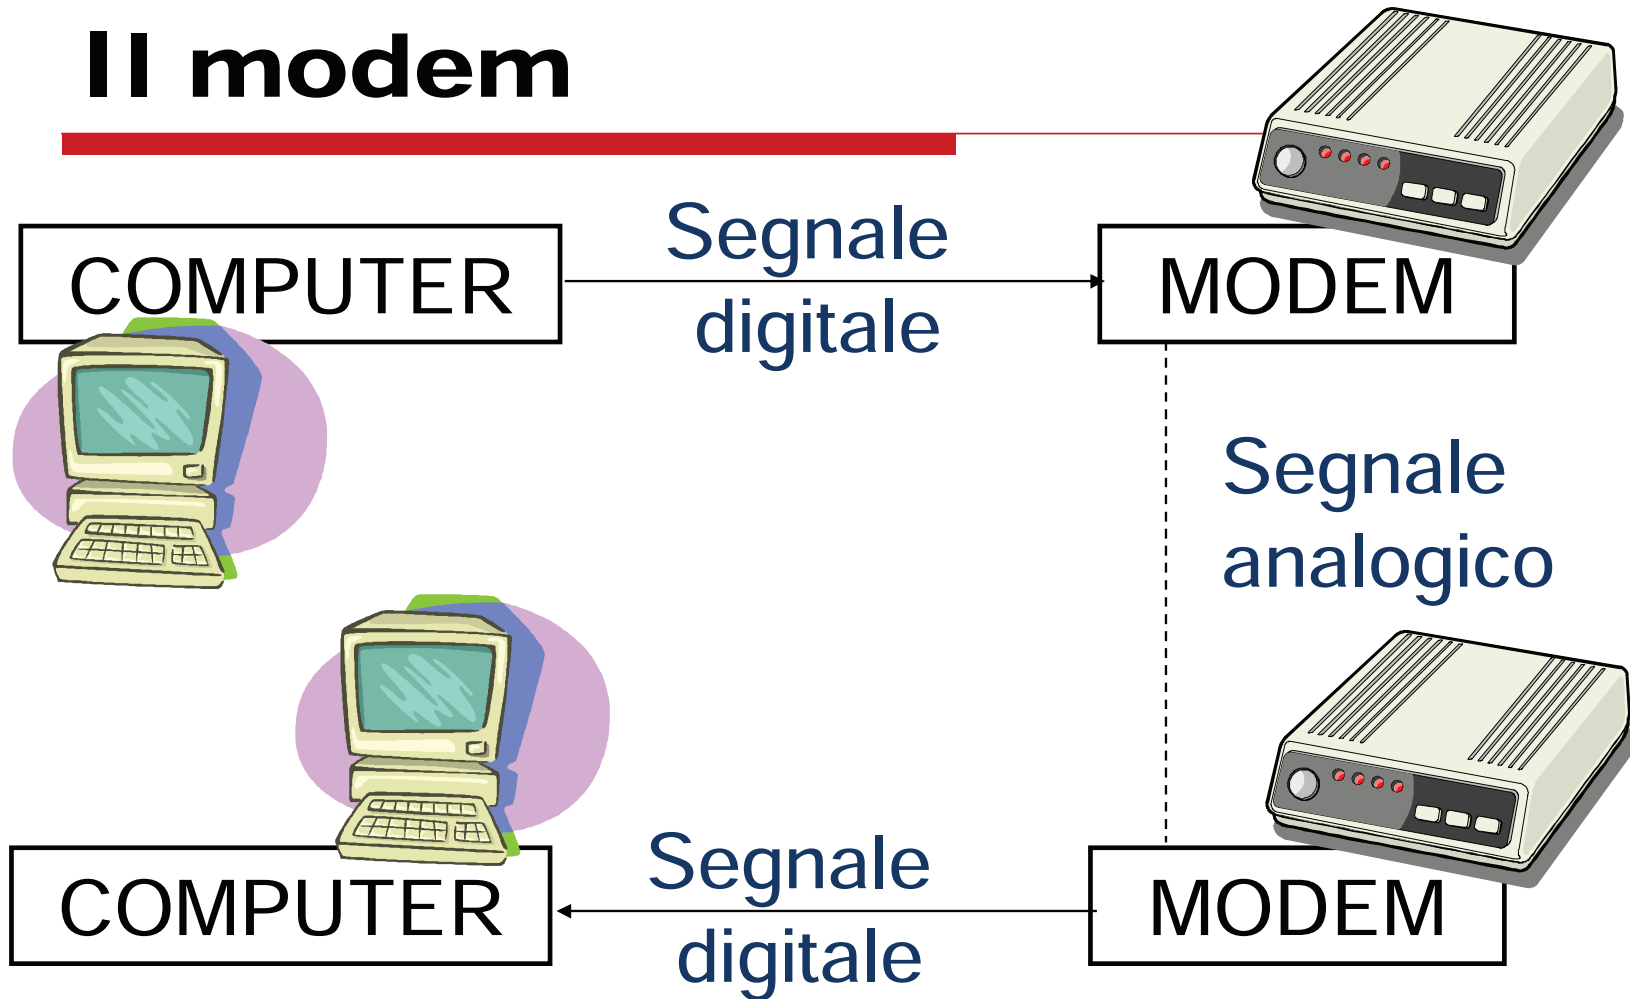 Il modem
Segnale
COMPUTER
MODEM
digitale
Segnale
analogico
Segnale
COMPUTER
MODEM
digitale